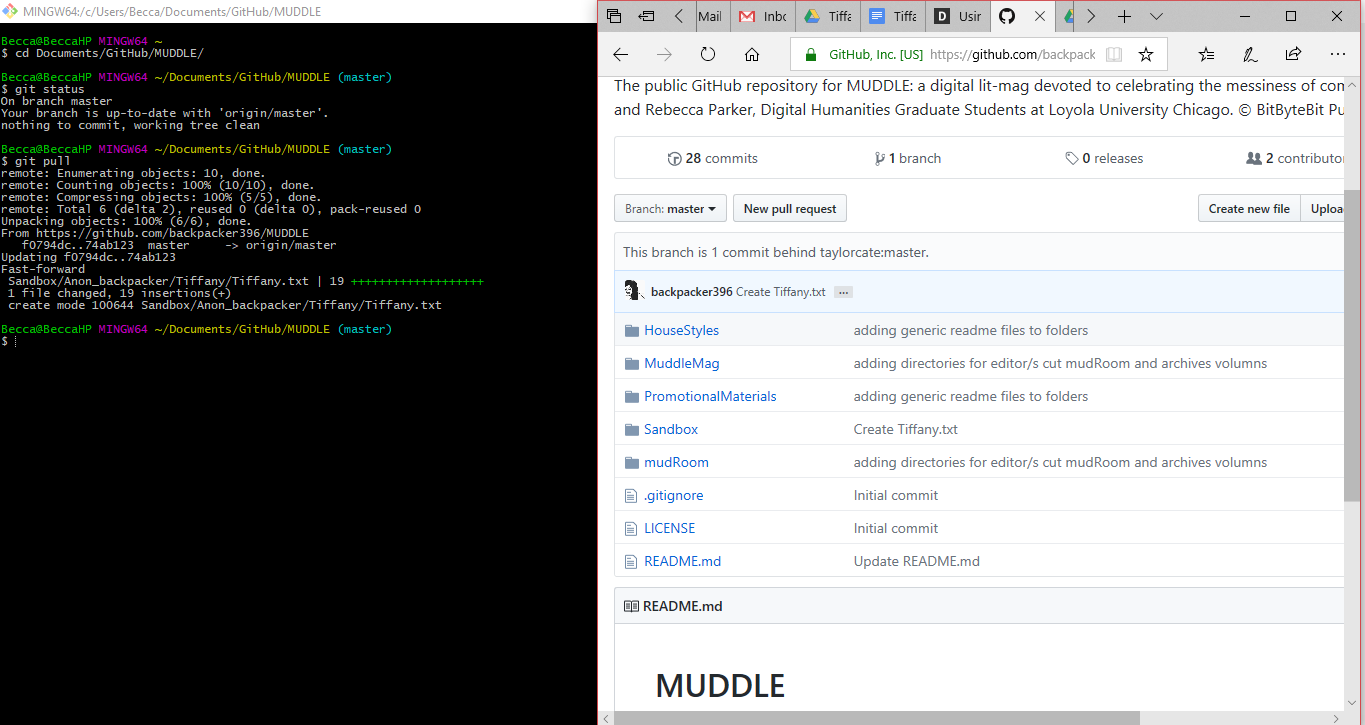 MINGW64:/c/Users/Becca/Documents/GitHub/MUDDLE
Becca@BeccaHP MINGW64 ~
$ cd Documents/GitHub/MUDDLE/
Becca@BeccaHP MINGW64 ~/Documents/GitHub/MUDDLE (master)
$ git status
On branch master
Your branch is up-to-date with 'origin/master'.
nothing to commit, working tree clean
Becca@BeccaHP MINGW64 ~/Documents/GitHub/MUDDLE (master)
$ git pull
remote: Enumerating objects: 10, done.
remote: Counting objects: 100% (10/10), done.
remote: Compressing objects: 100% (5/5), done.
remote: Total 6 (delta 2), reused 0 (delta 0), pack-reused 0
Unpacking objects: 100% (6/6), done.
From https://github.com/backpacker396/MUDDLE
   f0794dc..74ab123  master     -> origin/master
Updating f0794dc..74ab123
Fast-forward
 Sandbox/Anon_backpacker/Tiffany/Tiffany.txt | 19 +++++++++++++++++++
 1 file changed, 19 insertions(+)
 create mode 100644 Sandbox/Anon_backpacker/Tiffany/Tiffany.txt
Becca@BeccaHP MINGW64 ~/Documents/GitHub/MUDDLE (master)
$
Mail Inbo Tiffa Tiffa D Usin
GitHub, Inc. [US] https://github.com/backpack
The public GitHub repository for MUDDLE: a digital lit-mag devoted to celebrating the messiness of com
and Rebecca Parker, Digital Humanities Graduate Students at Loyola University Chicago. © BitByteBit Pu
28 commits 1 branch 0 releases 2 contributo
Branch: master New pull request Create new file Uploa
This branch is 1 commit behind taylorcate:master.
backpacker396 Create Tiffany.txt ...
HouseStyles adding generic readme files to folders
MuddleMag adding directories for editor/s cut mudRoom and archives volumns
PromotionalMaterials adding generic readme files to folders
Sandbox Create Tiffany.txt
mudRoom adding directories for editor/s cut mudRoom and archives volumns
.gitignore Initial commit
LICENSE Initial commit
README.md Update README.md
README.md
MUDDLE